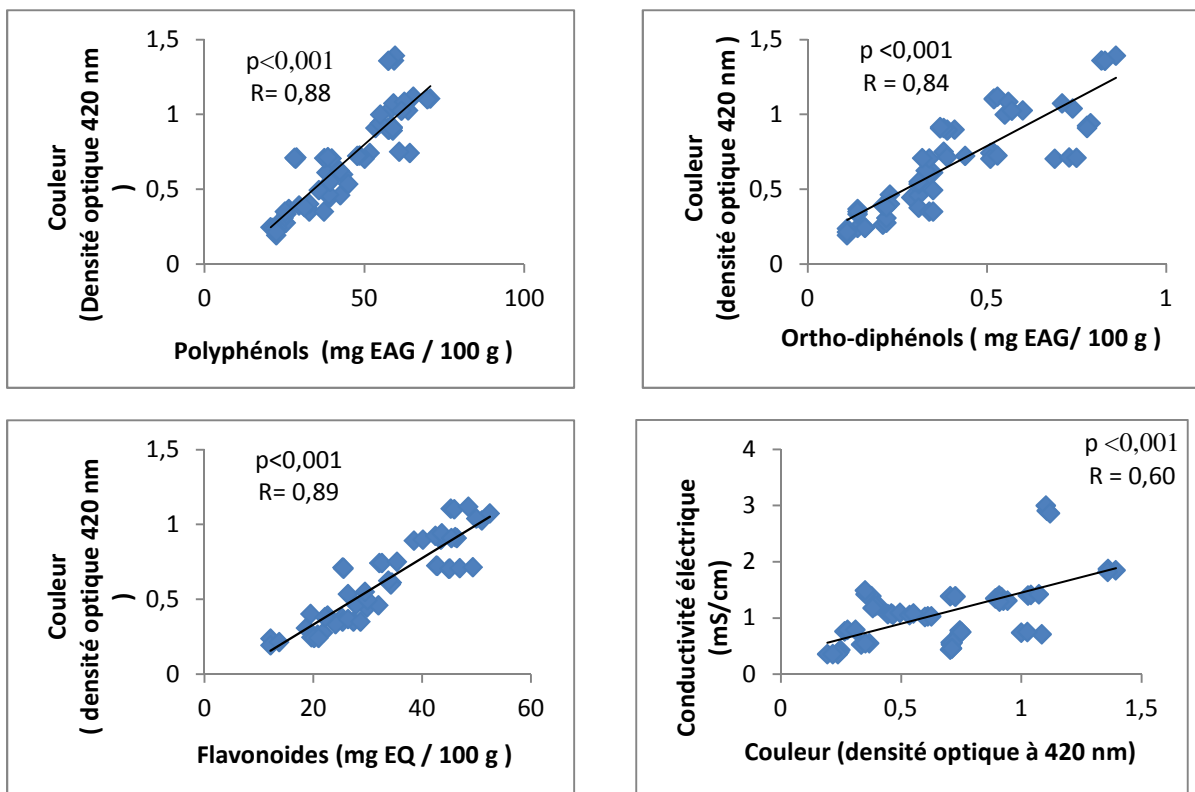 1,5
1
0,5
0
0
50
100
p<0,001
R= 0,88
Couleur
(Densité optique 420 nm
)
Polyphénols (mg EAG / 100 g )
1,5
1
0,5
0
0
0,5
1
p <0,001
R = 0,84
Couleur
(densité optique 420 nm )
Ortho-diphénols ( mg EAG/ 100 g )
1,5
1
0,5
0
0
20
40
60
p<0,001
R= 0,89
Couleur
( densité optique 420 nm
)
Flavonoides (mg EQ / 100 g )
4
3
2
1
0
0
0,5
1
1,5
p <0,001
R = 0,60
Conductivité éléctrique
(mS/cm)
Couleur (densité optique à 420 nm)